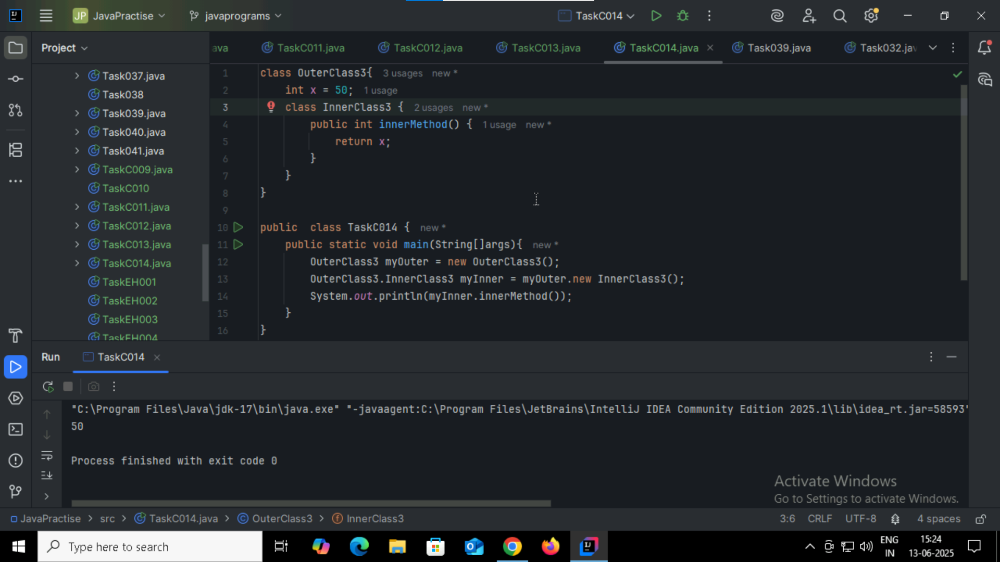 JP JavaPractise
javaprograms
TaskC014
Project
ava
TaskC011.java
TaskC012.java
TaskC013.java
TaskC014.java
Task039.java
Task032.jav
Task037.java
Task038
Task039.java
Task040.java
Task041.java
TaskC009.java
TaskC010
TaskC011.java
TaskC012.java
TaskC013.java
TaskC014.java
TaskEH001
TaskEH002
TaskEH003
TaskEH004
1 class OuterClass3{ 3 usages new *
2 int x = 50; 1 usage
3 class InnerClass3 { 2 usages new *
4 public int innerMethod() { 1 usage new *
5 return x;
6 }
7 }
8 }
9
10 public class TaskC014 { new *
11 public static void main(String[]args){ new *
12 OuterClass3 myOuter = new OuterClass3();
13 OuterClass3.InnerClass3 myInner = myOuter.new InnerClass3();
14 System.out.println(myInner.innerMethod());
15 }
16 }
Run
TaskC014
"C:\Program Files\Java\jdk-17\bin\java.exe" "-javaagent:C:\Program Files\JetBrains\IntelliJ IDEA Community Edition 2025.1\lib\idea_rt.jar=58593"
50
Process finished with exit code 0
Activate Windows
Go to Settings to activate Windows.
JavaPractise > src > TaskC014.java > OuterClass3 > InnerClass3
3:6 CRLF UTF-8 4 spaces
Type here to search
ENG
IN
15:24
13-06-2025